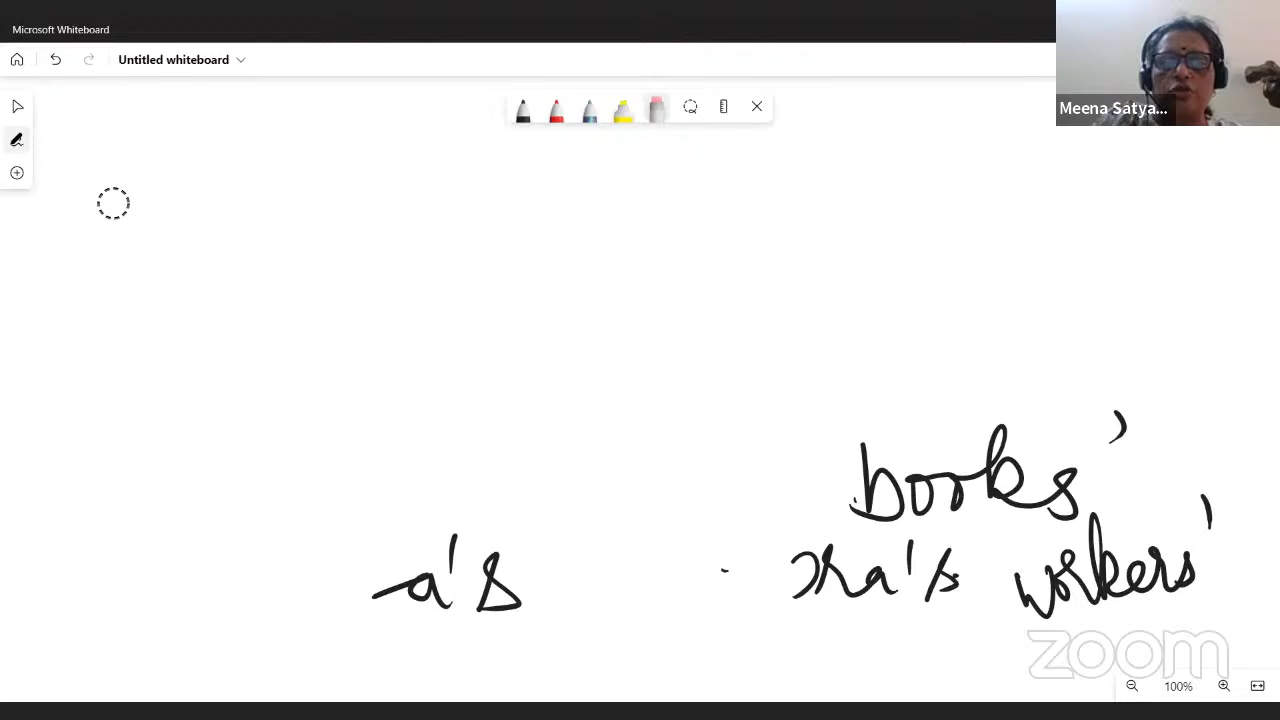 Microsoft Whiteboard
Untitled whiteboard
Meena Satya...
books'
a's
workers'
zoom
100%